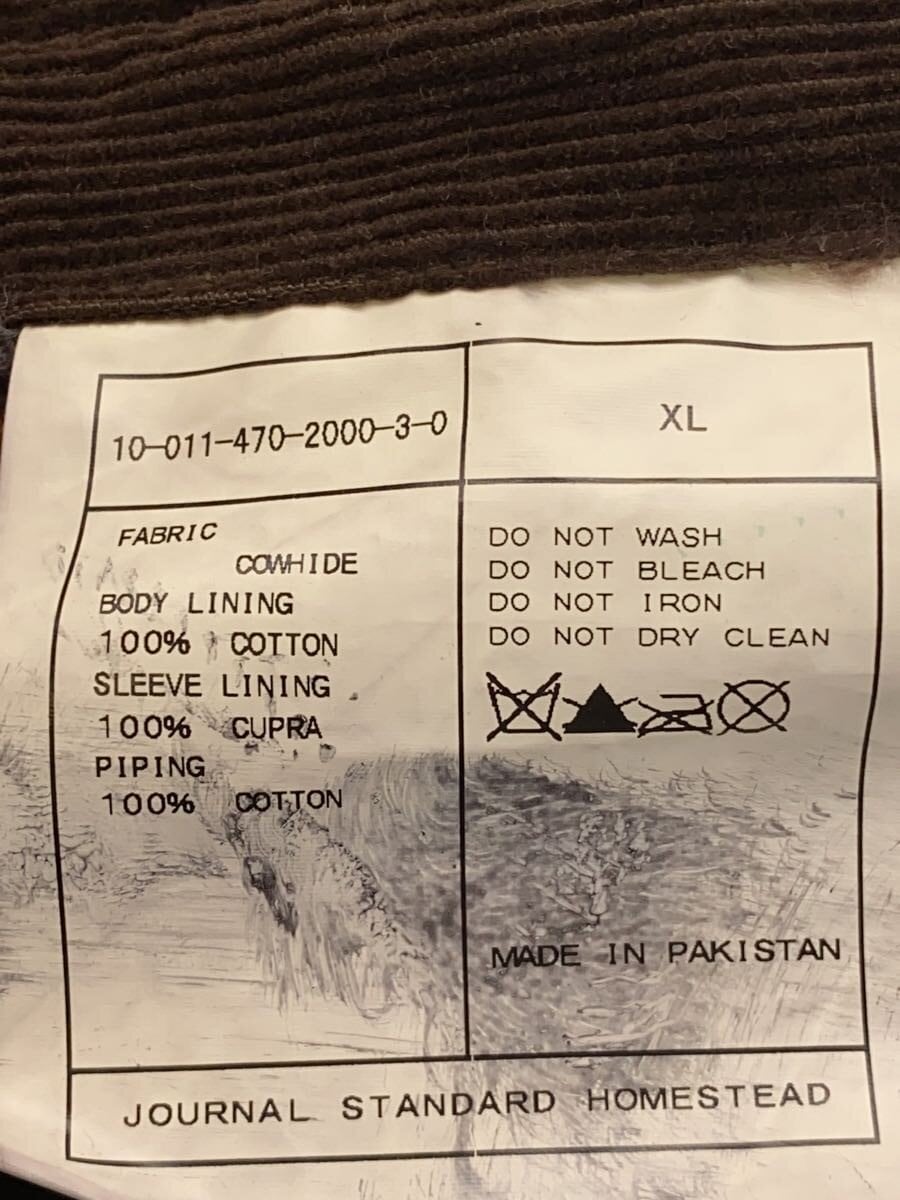 10-011-470-2000-3-0
XL
FABRIC
COWHIDE
BODY LINING
100% COTTON
SLEEVE LINING
100% CUPRA
PIPING
100% COTTON
DO NOT WASH
DO NOT BLEACH
DO NOT IRON
DO NOT DRY CLEAN
MADE IN PAKISTAN
JOURNAL STANDARD HOMESTEAD